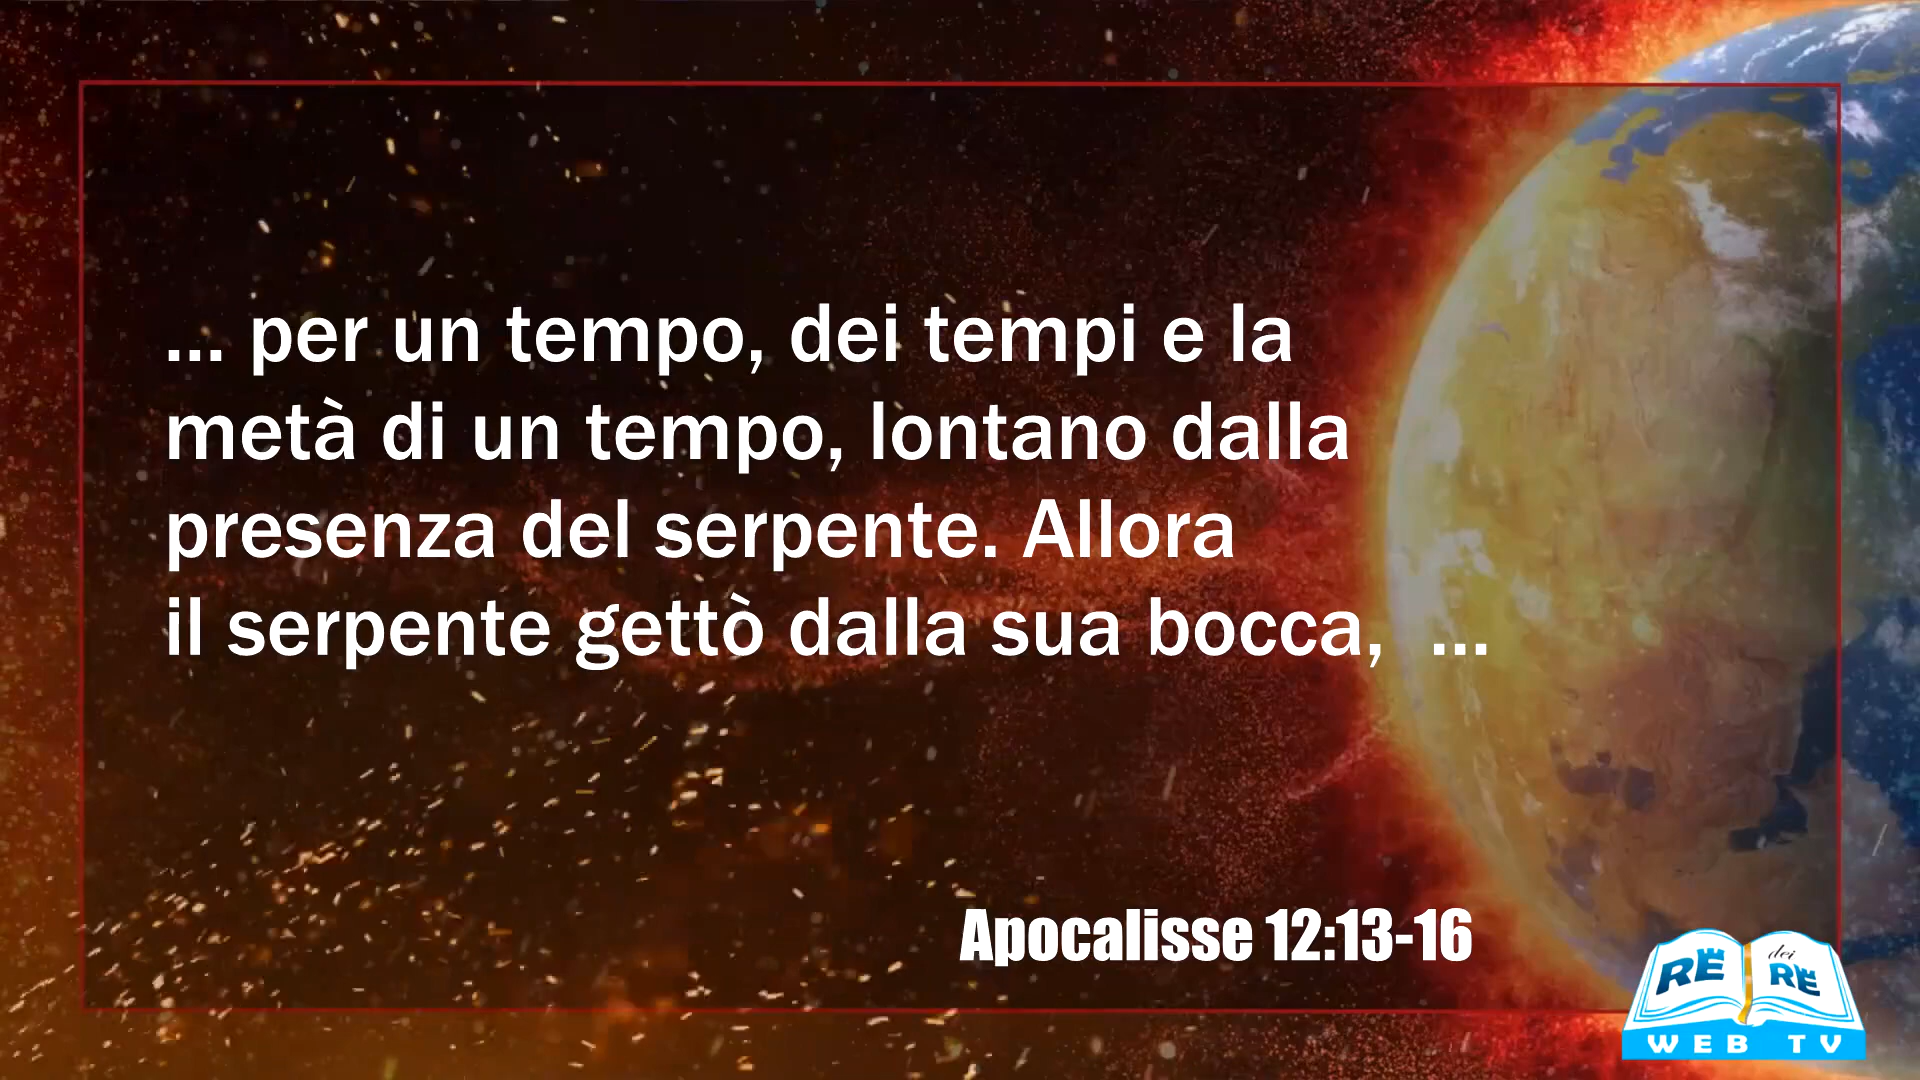 ... per un tempo, dei tempi e la
metà di un tempo, lontano dalla
presenza del serpente. Allora
il serpente gettò dalla sua bocca,  ...
Apocalisse 12:13-16
RE dei RE
WEB TV